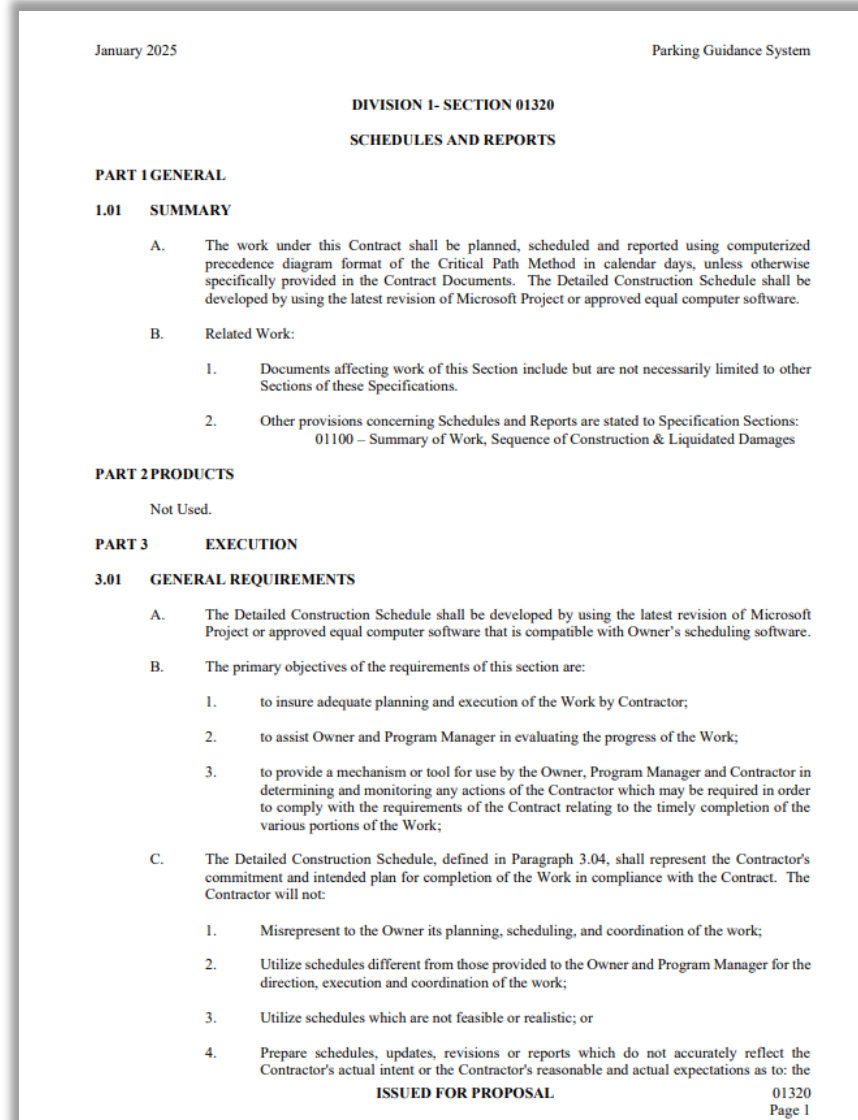 January 2025 Parking Guidance System
DIVISION 1- SECTION 01320
SCHEDULES AND REPORTS
PART 1 GENERAL
1.01 SUMMARY
A. The work under this Contract shall be planned, scheduled and reported using computerized
precedence diagram format of the Critical Path Method in calendar days, unless otherwise
specifically provided in the Contract Documents. The Detailed Construction Schedule shall be
developed by using the latest revision of Microsoft Project or approved equal computer software.
B. Related Work:
1. Documents affecting work of this Section include but are not necessarily limited to other
Sections of these Specifications.
2. Other provisions concerning Schedules and Reports are stated to Specification Sections:
01100 – Summary of Work, Sequence of Construction & Liquidated Damages
PART 2 PRODUCTS
Not Used.
PART 3 EXECUTION
3.01 GENERAL REQUIREMENTS
A. The Detailed Construction Schedule shall be developed by using the latest revision of Microsoft
Project or approved equal computer software that is compatible with Owner's scheduling software.
B. The primary objectives of the requirements of this section are:
1. to insure adequate planning and execution of the Work by Contractor;
2. to assist Owner and Program Manager in evaluating the progress of the Work;
3. to provide a mechanism or tool for use by the Owner, Program Manager and Contractor in
determining and monitoring any actions of the Contractor which may be required in order
to comply with the requirements of the Contract relating to the timely completion of the
various portions of the Work;
C. The Detailed Construction Schedule, defined in Paragraph 3.04, shall represent the Contractor's
commitment and intended plan for completion of the Work in compliance with the Contract. The
Contractor will not:
1. Misrepresent to the Owner its planning, scheduling, and coordination of the work;
2. Utilize schedules different from those provided to the Owner and Program Manager for the
direction, execution and coordination of the work;
3. Utilize schedules which are not feasible or realistic; or
4. Prepare schedules, updates, revisions or reports which do not accurately reflect the
Contractor's actual intent or the Contractor's reasonable and actual expectations as to: the
ISSUED FOR PROPOSAL 01320
Page 1